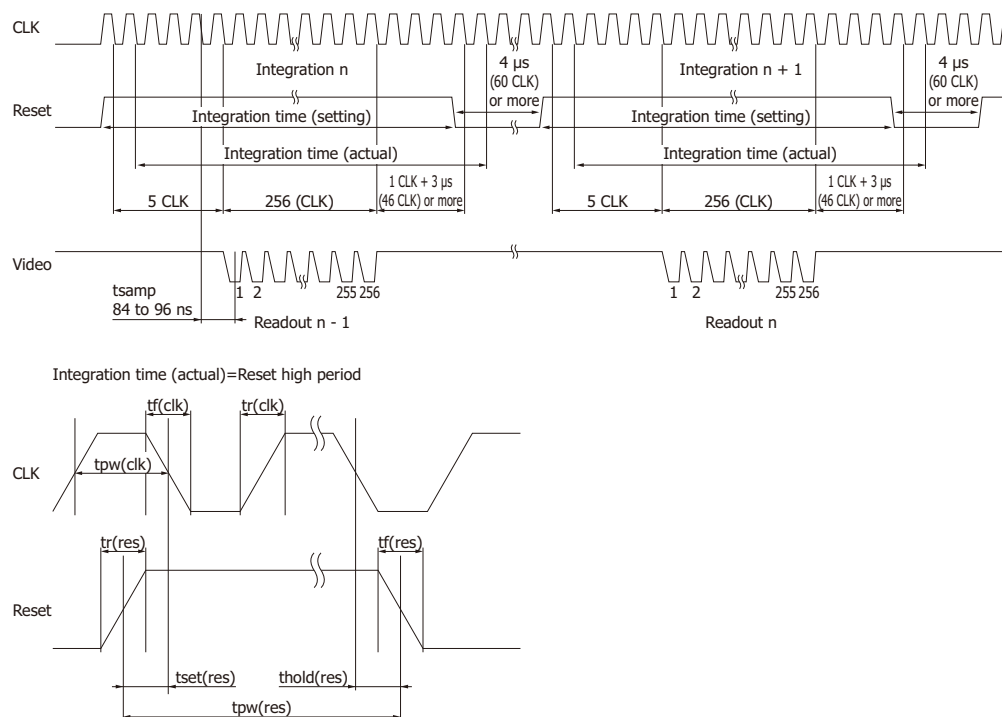 CLK
Integration n
4 µs
(60 CLK)
or more
Integration n + 1
4 µs
(60 CLK)
or more
Reset
Integration time (setting)
Integration time (setting)
Integration time (actual)
Integration time (actual)
5 CLK
256 (CLK)
1 CLK + 3 µs
(46 CLK) or more
5 CLK
256 (CLK)
1 CLK + 3 µs
(46 CLK) or more
Video
1 2 255 256
1 2 255 256
tsamp
84 to 96 ns
Readout n - 1
Readout n
Integration time (actual)=Reset high period
tf(clk)
tr(clk)
CLK
tpw(clk)
tr(res)
tf(res)
Reset
tset(res)
thold(res)
tpw(res)